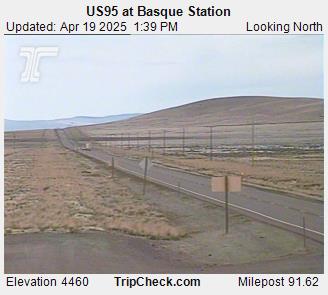 US95 at Basque Station
Updated: Apr 19 2025 1:39 PM Looking North
Elevation 4460 TripCheck.com Milepost 91.62